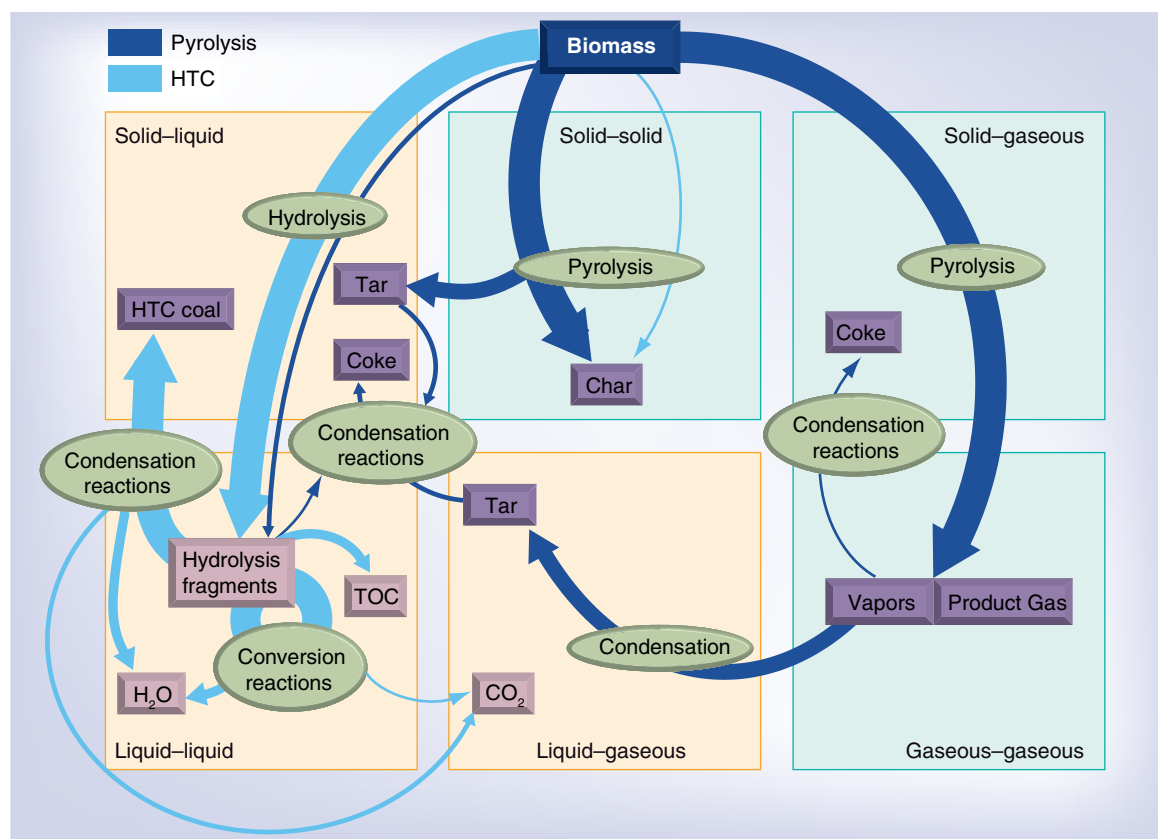 Pyrolysis
HTC
Biomass
Solid–liquid
Solid–solid
Solid–gaseous
Hydrolysis
Pyrolysis
Pyrolysis
Tar
HTC coal
Coke
Coke
Char
Condensation
reactions
Condensation
reactions
Condensation
reactions
Tar
Hydrolysis
fragments
TOC
Vapors
Product Gas
Condensation
Conversion
reactions
H₂O
CO₂
Liquid–liquid
Liquid–gaseous
Gaseous–gaseous